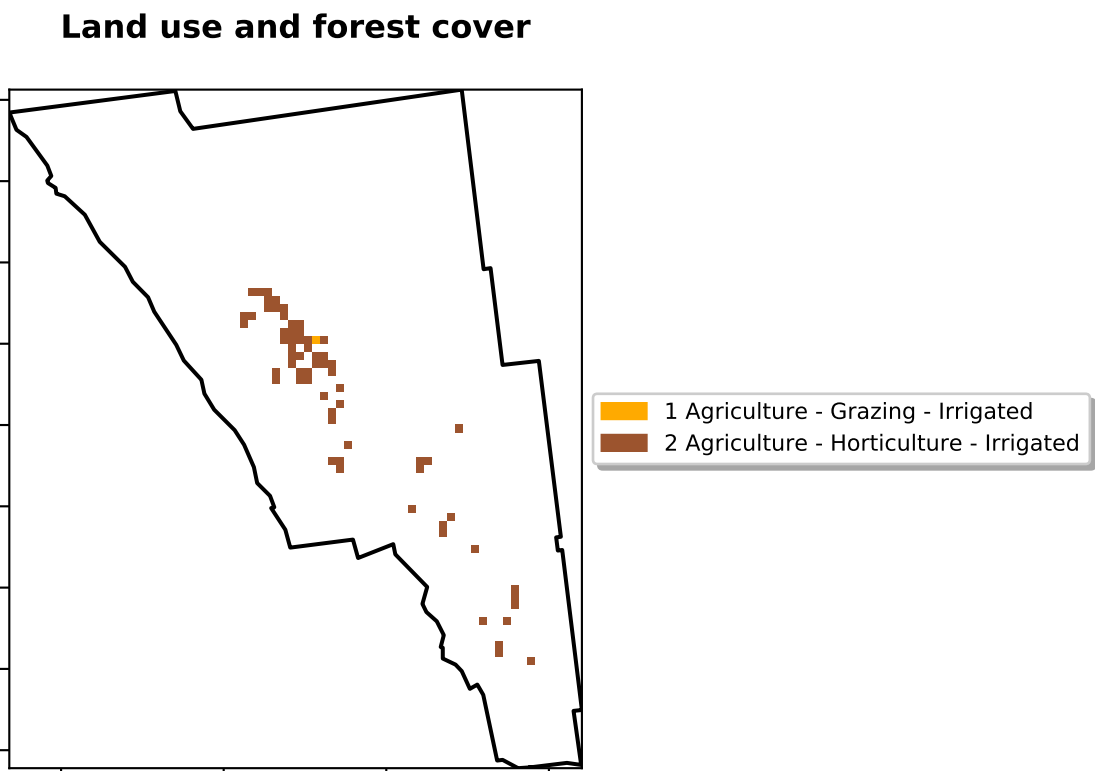 Land use and forest cover
1 Agriculture - Grazing - Irrigated
2 Agriculture - Horticulture - Irrigated